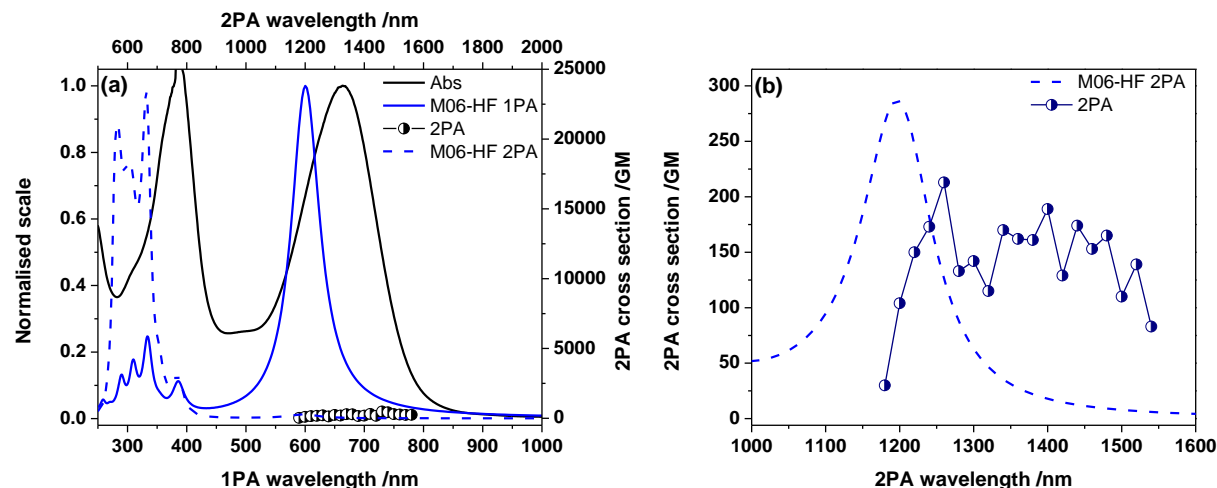 2PA wavelength /nm
600 800 1000 1200 1400 1600 1800 2000
(a)
Abs
M06-HF 1PA
2PA
M06-HF 2PA
1.0
0.8
0.6
0.4
0.2
0.0
Normalised scale
25000
20000
15000
10000
5000
0
2PA cross section /GM
300 400 500 600 700 800 900 1000
1PA wavelength /nm
(b)
M06-HF 2PA
2PA
300
250
200
150
100
50
0
2PA cross section /GM
1000 1100 1200 1300 1400 1500 1600
2PA wavelength /nm